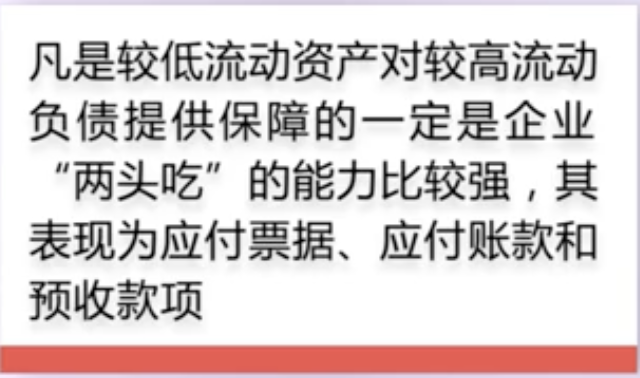 凡是较低流动资产对较高流动
负债提供保障的一定是企业
“两头吃”的能力比较强，其
表现为应付票据、应付账款和
预收款项